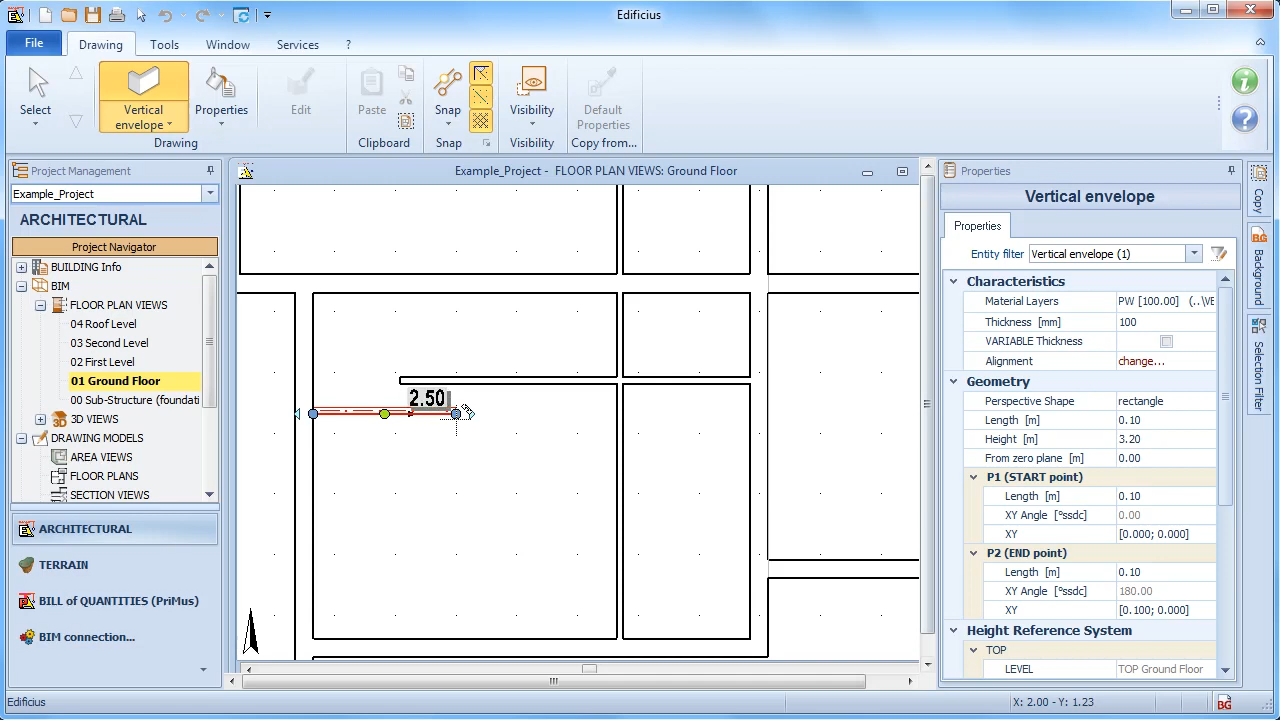 Edificius
File
Drawing
Tools
Window
Services
?
Select
Vertical
envelope
Properties
Edit
Paste
Snap
Visibility
Default
Properties
Drawing
Clipboard
Snap
Visibility
Copy from...
Project Management
Example_Project
ARCHITECTURAL
Project Navigator
BUILDING Info
BIM
FLOOR PLAN VIEWS
04 Roof Level
03 Second Level
02 First Level
01 Ground Floor
00 Sub-Structure (foundati
3D VIEWS
DRAWING MODELS
AREA VIEWS
FLOOR PLANS
SECTION VIEWS
ARCHITECTURAL
TERRAIN
BILL of QUANTITIES (PriMus)
BIM connection...
Example_Project - FLOOR PLAN VIEWS: Ground Floor
2.50
Properties
Vertical envelope
Properties
Entity filter
Vertical envelope (1)
Characteristics
Material Layers PW [100.00] (..\VE
Thickness [mm] 100
VARIABLE Thickness
Alignment change...
Geometry
Perspective Shape rectangle
Length [m] 0.10
Height [m] 3.20
From zero plane [m] 0.00
P1 (START point)
Length [m] 0.10
XY Angle [°ssdc] 0.00
XY [0.000; 0.000]
P2 (END point)
Length [m] 0.10
XY Angle [°ssdc] 180.00
XY [0.100; 0.000]
Height Reference System
TOP
LEVEL TOP Ground Floor
Copy
BG
Background
Selection Filter
Edificius
X: 2.00 - Y: 1.23
BG